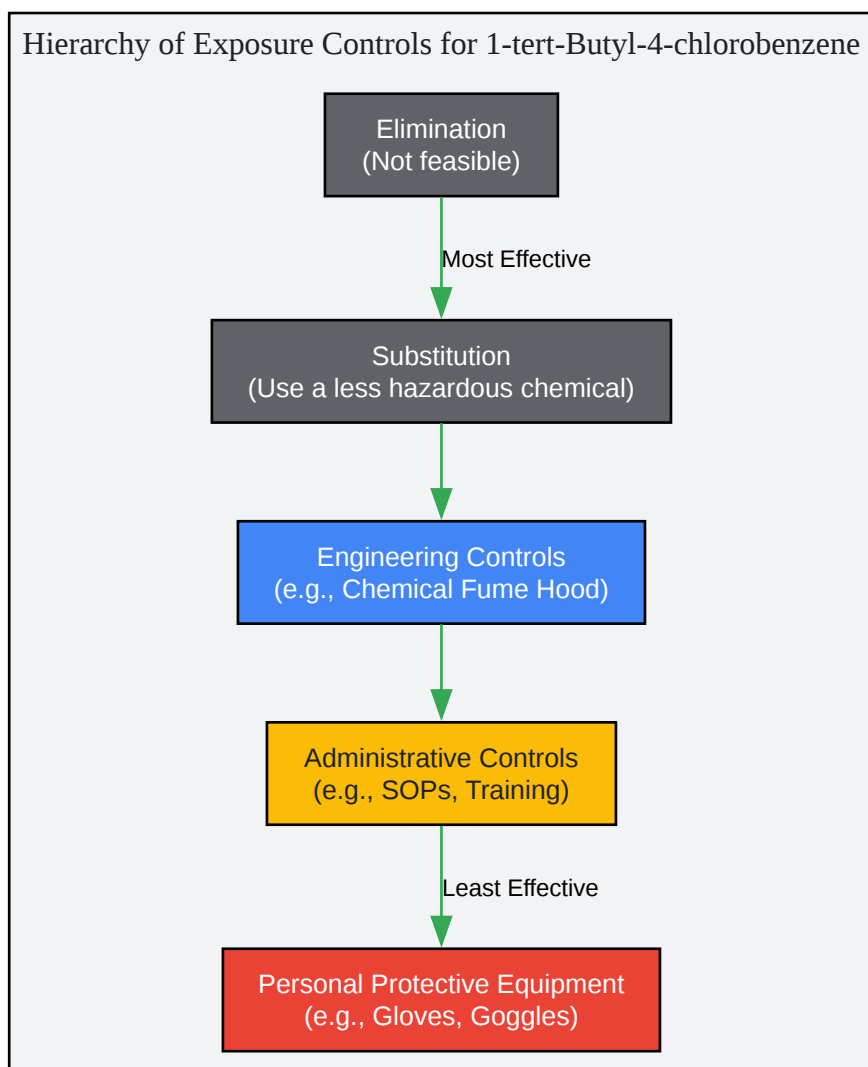 Hierarchy of Exposure Controls for 1-tert-Butyl-4-chlorobenzene
Elimination
(Not feasible)
Most Effective
Substitution
(Use a less hazardous chemical)
Engineering Controls
(e.g., Chemical Fume Hood)
Administrative Controls
(e.g., SOPs, Training)
Least Effective
Personal Protective Equipment
(e.g., Gloves, Goggles)